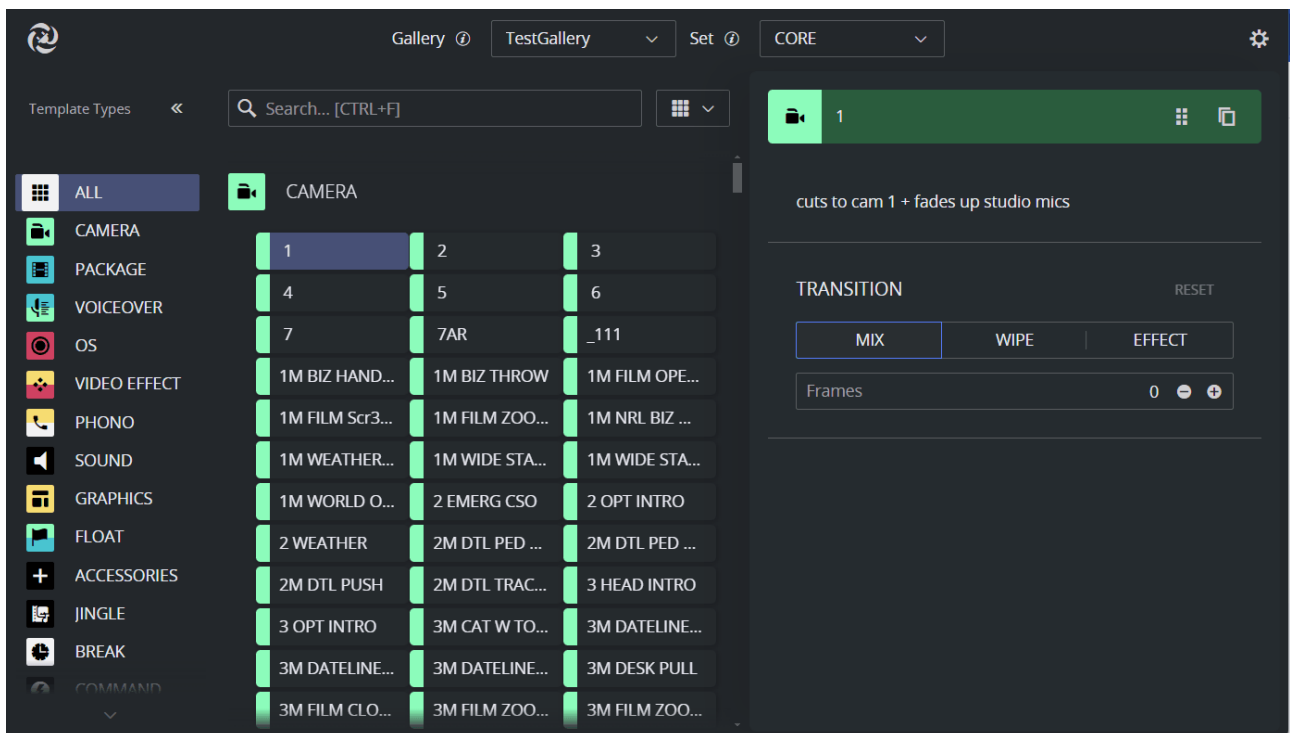 Gallery TestGallery Set CORE
Template Types
Search... [CTRL+F]
ALL
CAMERA
PACKAGE
VOICEOVER
OS
VIDEO EFFECT
PHONO
SOUND
GRAPHICS
FLOAT
ACCESSORIES
JINGLE
BREAK
COMMAND
CAMERA
1 2 3
4 5 6
7 7AR _111
1M BIZ HAND... 1M BIZ THROW 1M FILM OPE...
1M FILM Scr3... 1M FILM ZOO... 1M NRL BIZ ...
1M WEATHER... 1M WIDE STA... 1M WIDE STA...
1M WORLD O... 2 EMERG CSO 2 OPT INTRO
2 WEATHER 2M DTL PED ... 2M DTL PED ...
2M DTL PUSH 2M DTL TRAC... 3 HEAD INTRO
3 OPT INTRO 3M CAT W TO... 3M DATELINE...
3M DATELINE... 3M DATELINE... 3M DESK PULL
3M FILM CLO... 3M FILM ZOO... 3M FILM ZOO...
1
cuts to cam 1 + fades up studio mics
TRANSITION RESET
MIX WIPE EFFECT
Frames 0